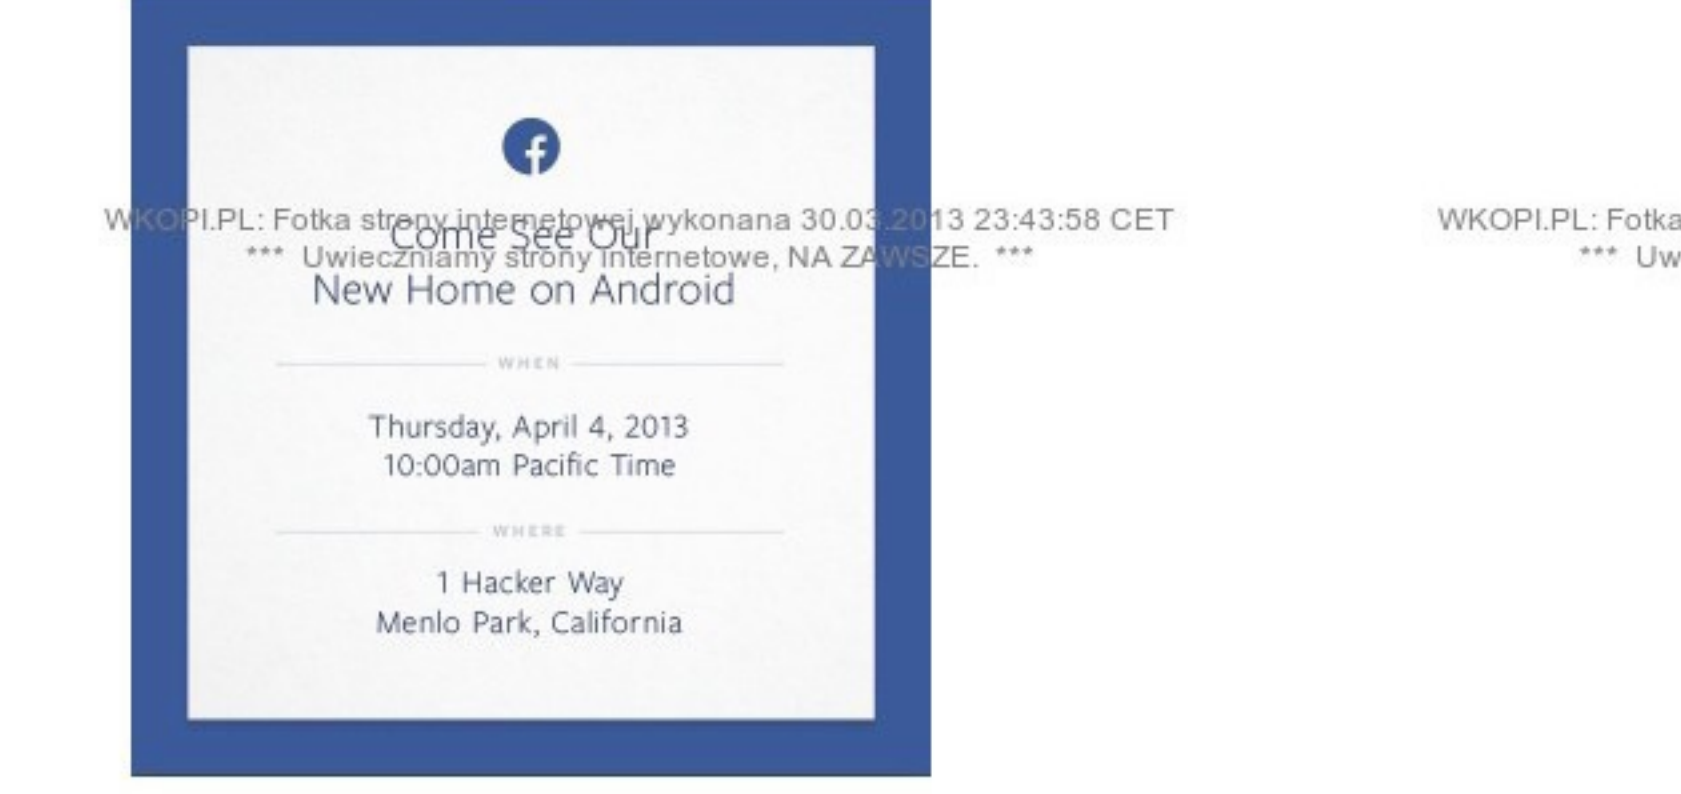 WKOPI.PL: Fotka strony internetowej wykonana 30.03.2013 23:43:58 CET
WKOPI.PL: Fotka
Come See Our
*** Uwieczniamy strony internetowe, NA ZAWSZE. ***
*** Uw
New Home on Android
WHEN
Thursday, April 4, 2013
10:00am Pacific Time
WHERE
1 Hacker Way
Menlo Park, California